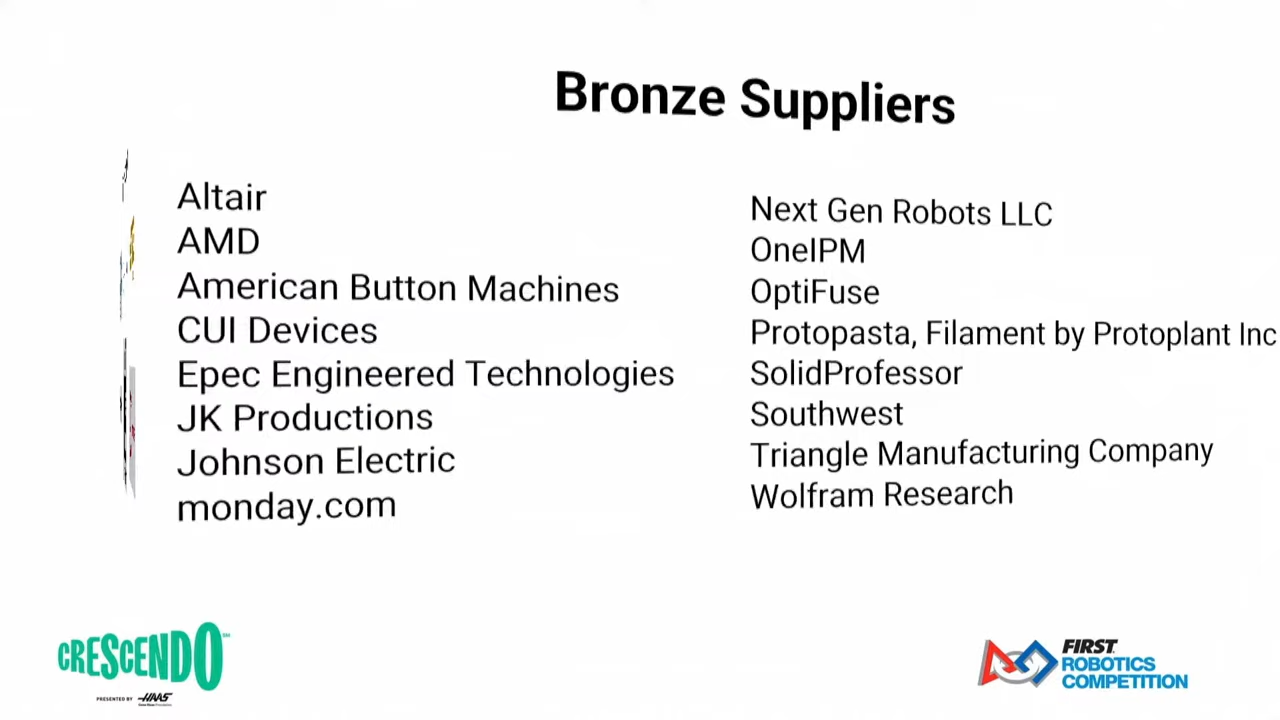 Bronze Suppliers
Altair
AMD
American Button Machines
CUI Devices
Epec Engineered Technologies
JK Productions
Johnson Electric
monday.com
Next Gen Robots LLC
OneIPM
OptiFuse
Protopasta, Filament by Protoplant Inc
SolidProfessor
Southwest
Triangle Manufacturing Company
Wolfram Research
CRESCENDO
PRESENTED BY HAAS
FIRST
ROBOTICS
COMPETITION